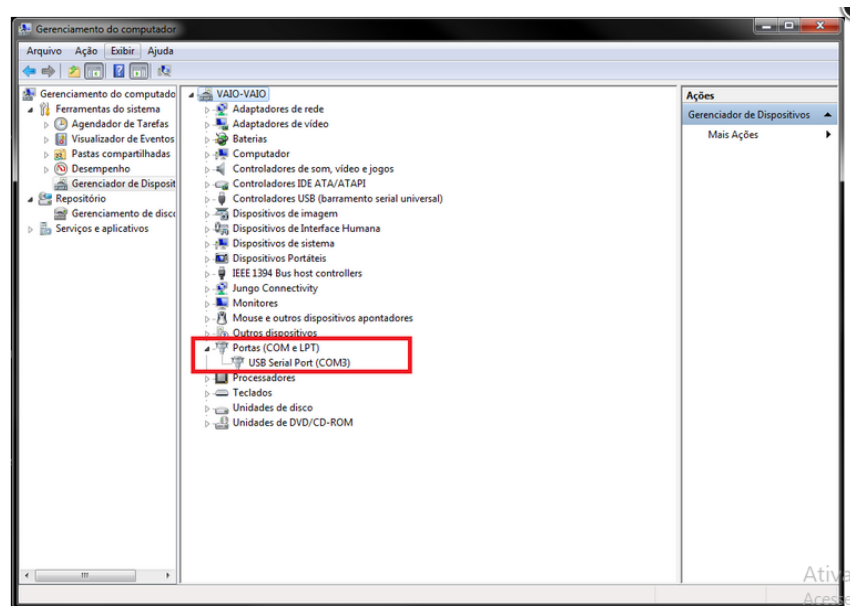 Gerenciamento do computador
Arquivo Ação Exibir Ajuda
Gerenciamento do computado
Ferramentas do sistema
Agendador de Tarefas
Visualizador de Eventos
Pastas compartilhadas
Desempenho
Gerenciador de Disposit
Repositório
Gerenciamento de disco
Serviços e aplicativos
VAIO-VAIO
Adaptadores de rede
Adaptadores de vídeo
Baterias
Computador
Controladores de som, vídeo e jogos
Controladores IDE ATA/ATAPI
Controladores USB (barramento serial universal)
Dispositivos de imagem
Dispositivos de Interface Humana
Dispositivos de sistema
Dispositivos Portáteis
IEEE 1394 Bus host controllers
Jungo Connectivity
Monitores
Mouse e outros dispositivos apontadores
Outros dispositivos
Portas (COM e LPT)
USB Serial Port (COM3)
Processadores
Teclados
Unidades de disco
Unidades de DVD/CD-ROM
Ações
Gerenciador de Dispositivos
Mais Ações
Ativa
Acesse